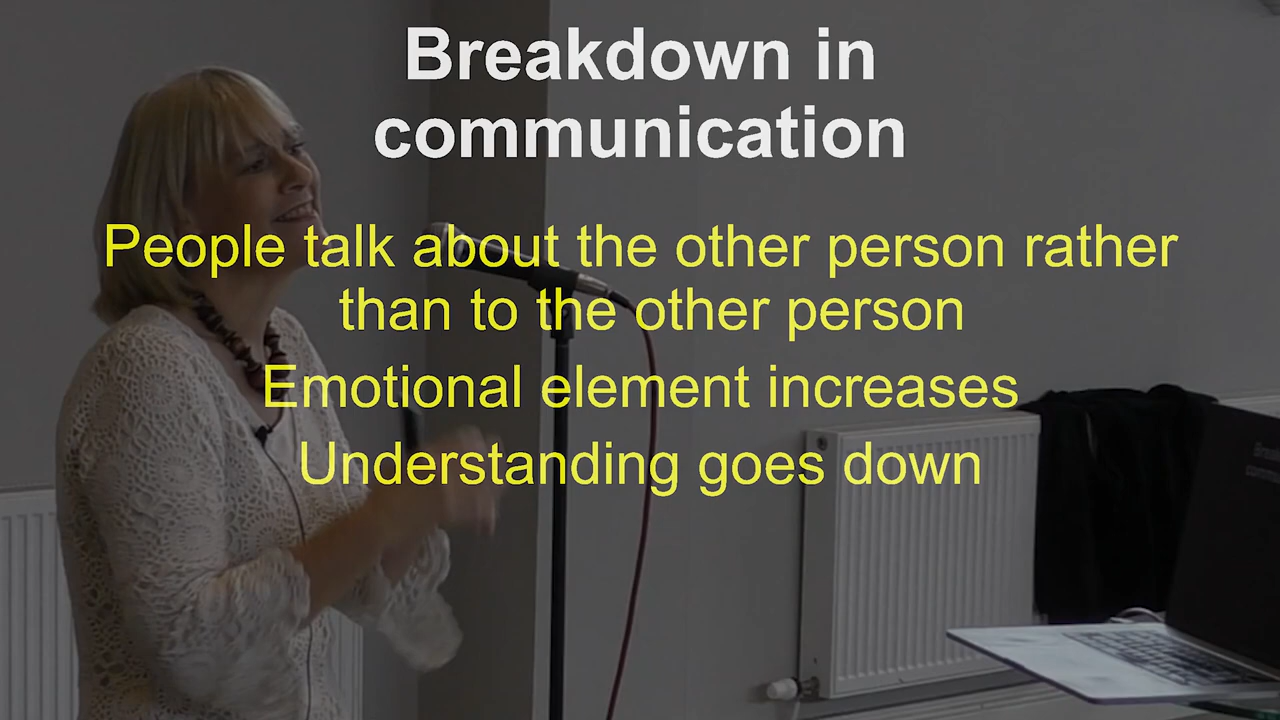 Breakdown in
communication
People talk about the other person rather
than to the other person
Emotional element increases
Understanding goes down